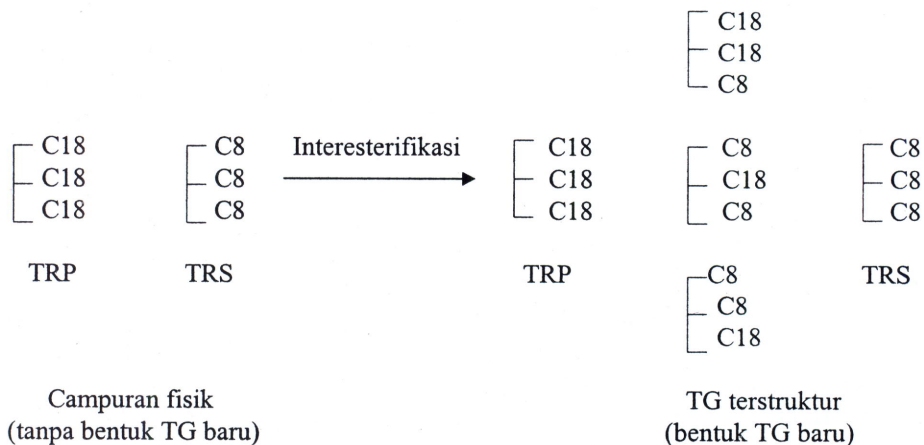 C18
C18
C8
C18
C18
C18
TRP
C8
C8
C8
TRS
Interesterifikasi
C18
C18
C18
TRP
C8
C18
C8
C8
C8
C8
TRS
C8
C8
C18
Campuran fisik
(tanpa bentuk TG baru)
TG terstruktur
(bentuk TG baru)